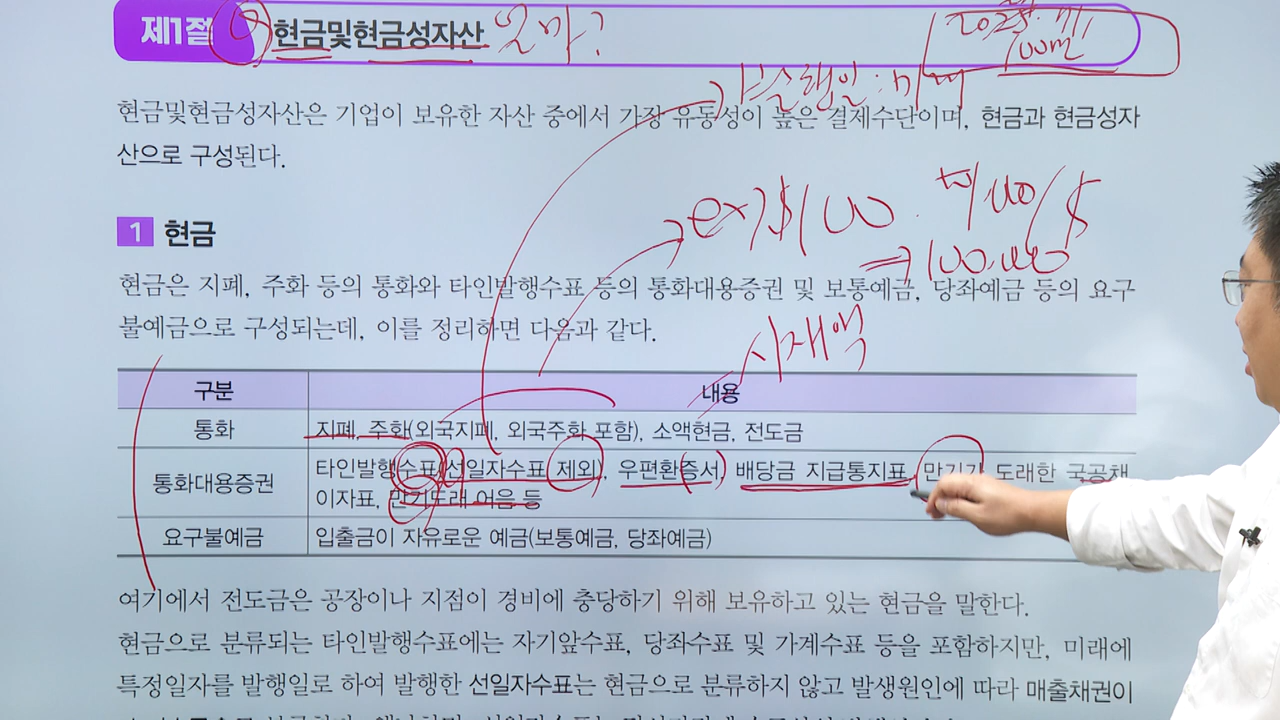 제1절 현금및현금성자산 얼마?
100만
가. 발행일 : 미래
현금및현금성자산은 기업이 보유한 자산 중에서 가장 유동성이 높은 결제수단이며, 현금과 현금성자
산으로 구성된다.
ex) $100
⇒ 100,000
1 현금
현금은 지폐, 주화 등의 통화와 타인발행수표 등의 통화대용증권 및 보통예금, 당좌예금 등의 요구
불예금으로 구성되는데, 이를 정리하면 다음과 같다.
시재액
구분 내용
통화 지폐, 주화(외국지폐, 외국주화 포함), 소액현금, 전도금
통화대용증권 타인발행수표(선일자수표 제외), 우편환증서, 배당금 지급통지표, 만기가 도래한 국공채
이자표, 만기도래 어음 등
요구불예금 입출금이 자유로운 예금(보통예금, 당좌예금)
여기에서 전도금은 공장이나 지점이 경비에 충당하기 위해 보유하고 있는 현금을 말한다.
현금으로 분류되는 타인발행수표에는 자기앞수표, 당좌수표 및 가계수표 등을 포함하지만, 미래에
특정일자를 발행일로 하여 발행한 선일자수표는 현금으로 분류하지 않고 발생원인에 따라 매출채권이